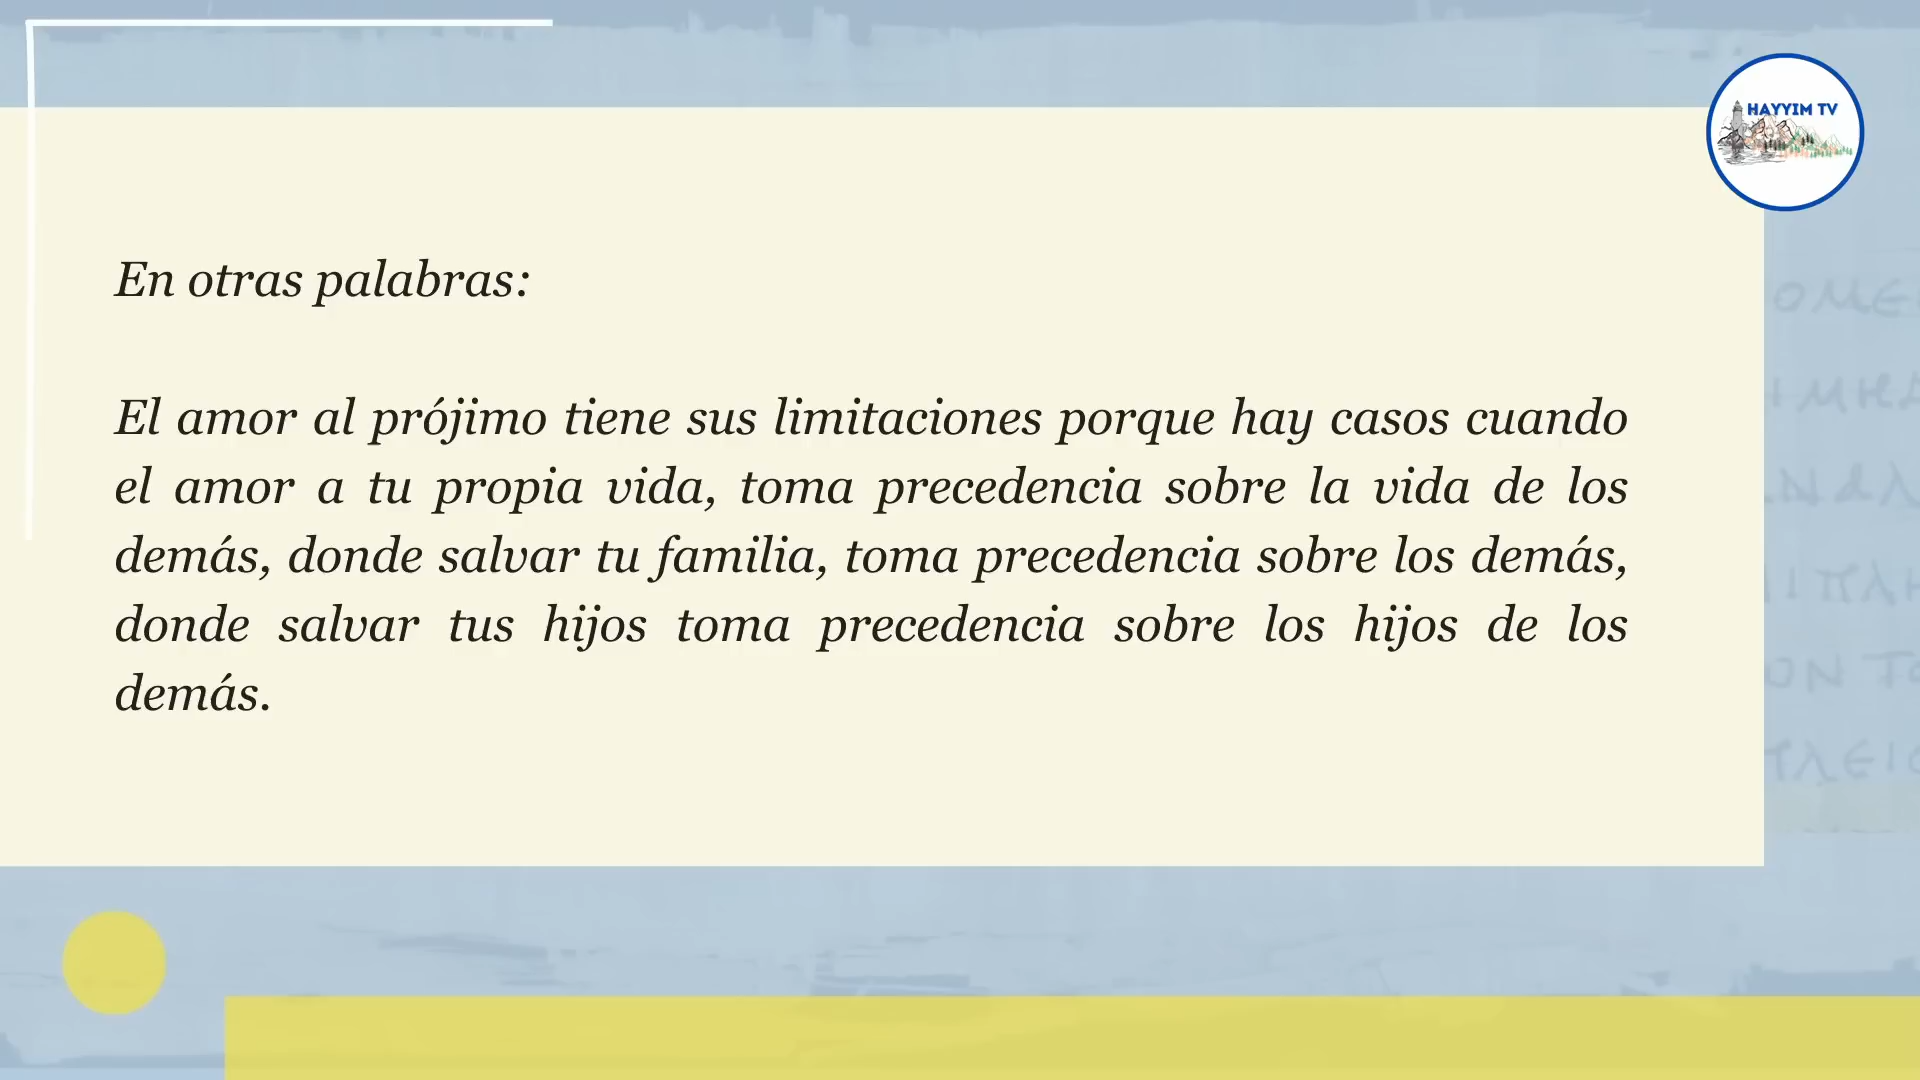 HAYYIM TV
En otras palabras:
El amor al prójimo tiene sus limitaciones porque hay casos cuando
el amor a tu propia vida, toma precedencia sobre la vida de los
demás, donde salvar tu familia, toma precedencia sobre los demás,
donde salvar tus hijos toma precedencia sobre los hijos de los
demás.